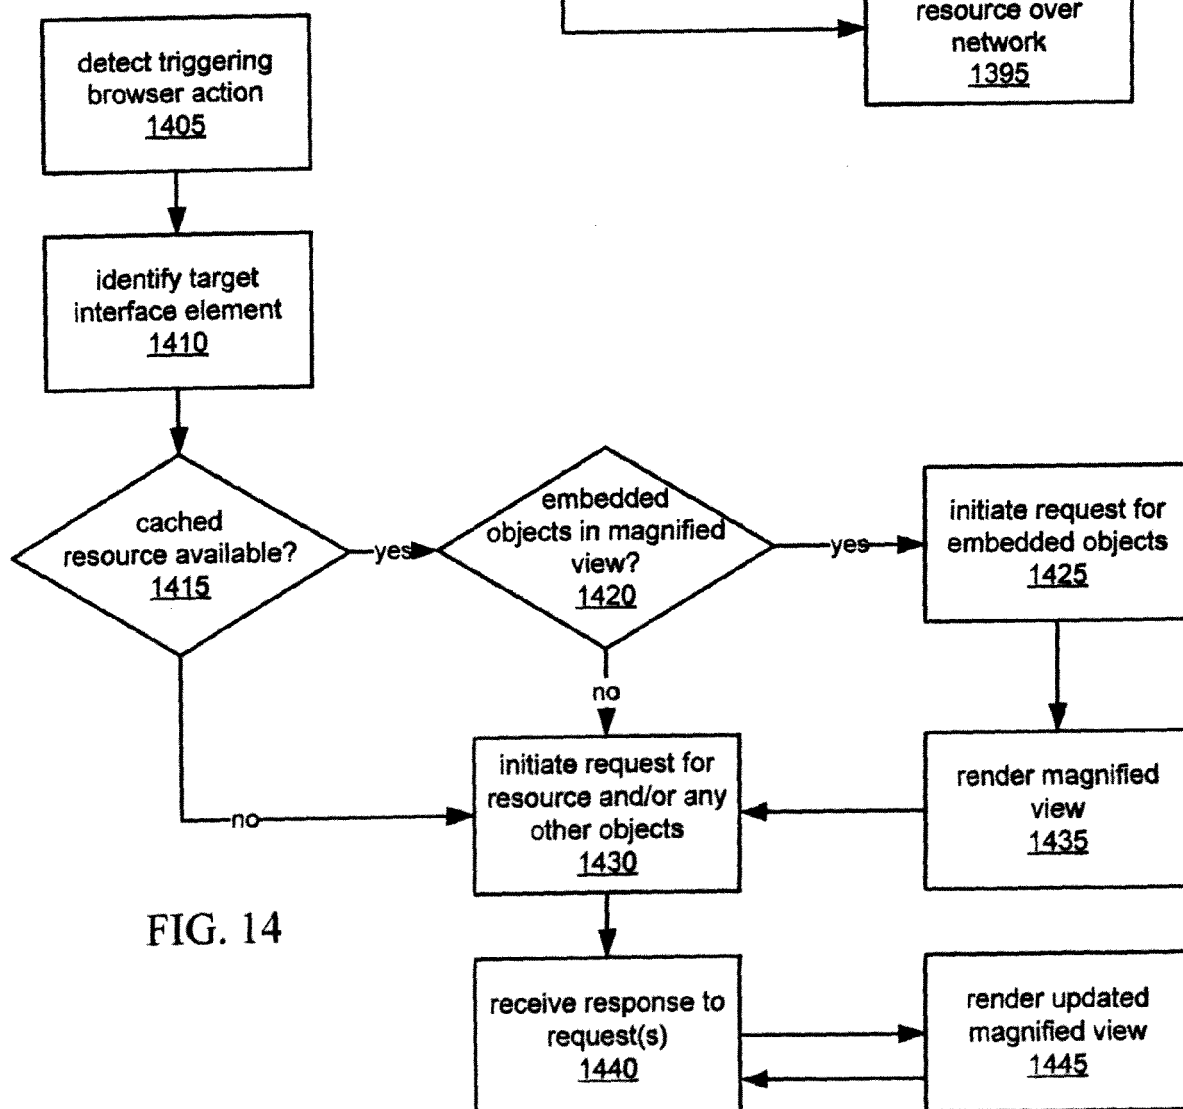 resource over
network
1395
detect triggering
browser action
1405
identify target
interface element
1410
cached
resource available?
1415
yes
embedded
objects in magnified
view?
1420
yes
initiate request for
embedded objects
1425
no
initiate request for
resource and/or any
other objects
1430
render magnified
view
1435
no
FIG. 14
receive response to
request(s)
1440
render updated
magnified view
1445